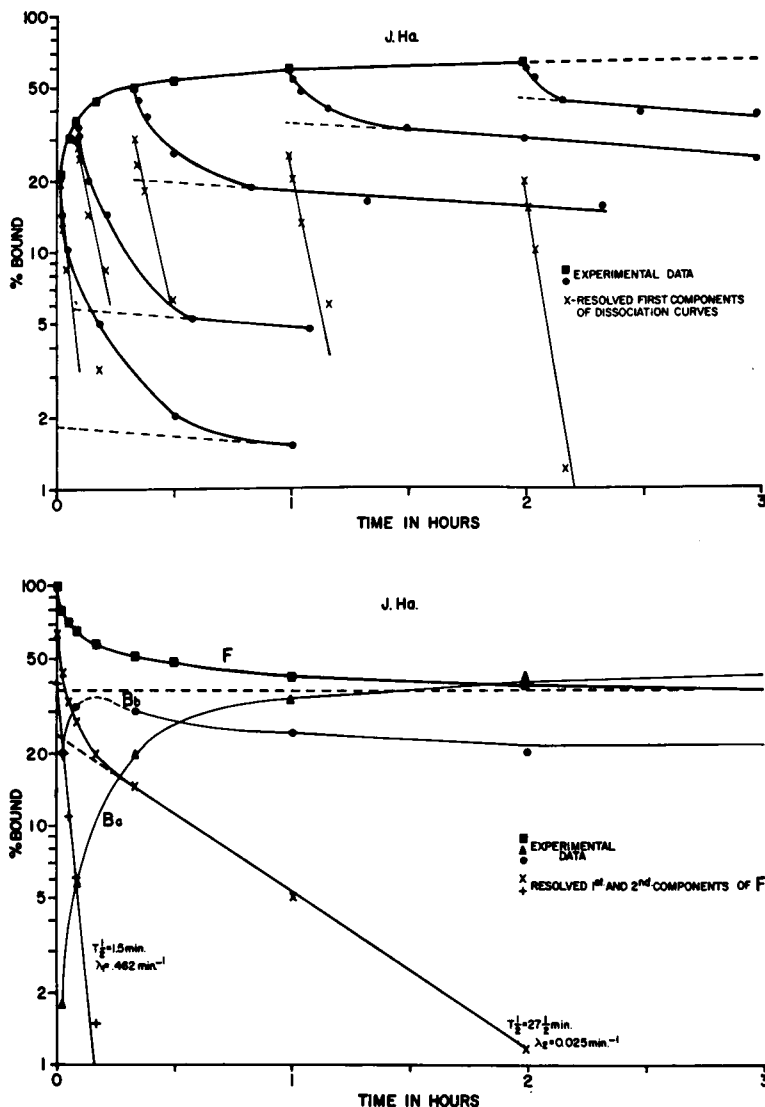 100
50
20
10
5
2
1
% BOUND
J. Ha.
■ EXPERIMENTAL DATA
●
x-RESOLVED FIRST COMPONENTS
OF DISSOCIATION CURVES
0
1
2
3
TIME IN HOURS
100
50
20
10
5
2
1
% BOUND
J. Ha.
F
Bb
Ba
■
▲ EXPERIMENTAL
● DATA
x RESOLVED 1st AND 2nd COMPONENTS OF F
+
T½=1.5 min.
λ1=.462 min.-1
T½=27½ min.
λ2=0.025 min.-1
0
1
2
3
TIME IN HOURS